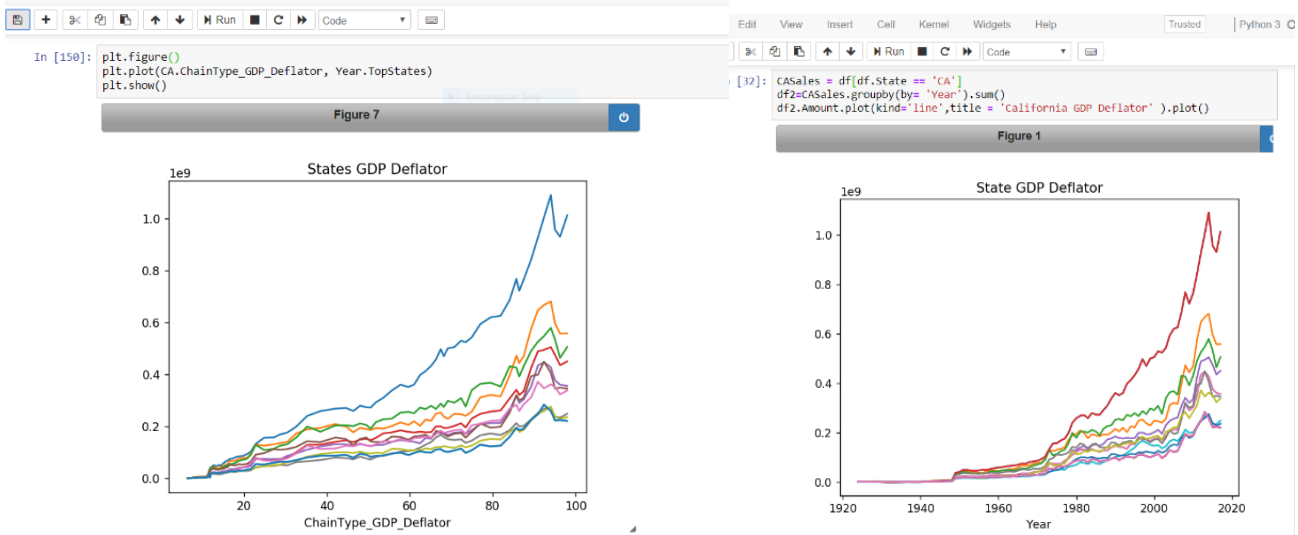 Run
Code
In [150]: plt.figure()
plt.plot(CA.ChainType_GDP_Deflator, Year.TopStates)
plt.show()
Figure 7
States GDP Deflator
1e9
1.0
0.8
0.6
0.4
0.2
0.0
20 40 60 80 100
ChainType_GDP_Deflator
Edit View Insert Cell Kernel Widgets Help Trusted Python 3
Run Code
[32]: CASales = df[df.State == 'CA']
df2=CASales.groupby(by= 'Year').sum()
df2.Amount.plot(kind='line',title = 'California GDP Deflator' ).plot()
Figure 1
State GDP Deflator
1e9
1.0
0.8
0.6
0.4
0.2
0.0
1920 1940 1960 1980 2000 2020
Year